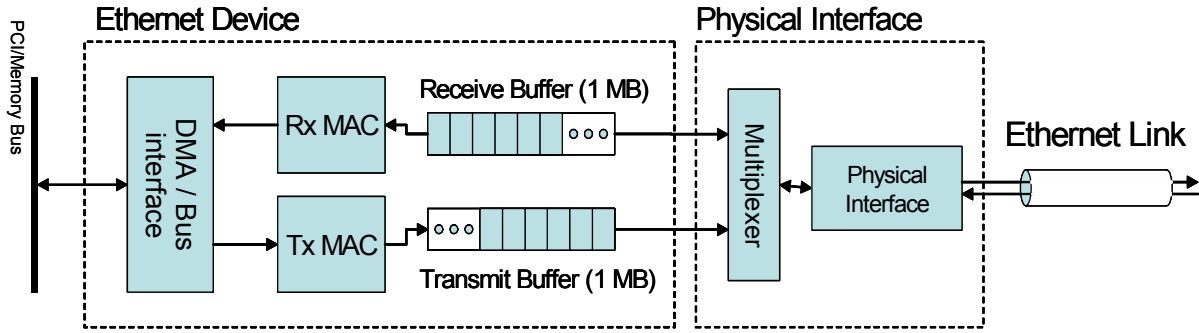 Ethernet Device
Physical Interface
PCI/Memory Bus
DMA / Bus
interface
Rx MAC
Receive Buffer (1 MB)
Tx MAC
Transmit Buffer (1 MB)
Multiplexer
Physical
Interface
Ethernet Link